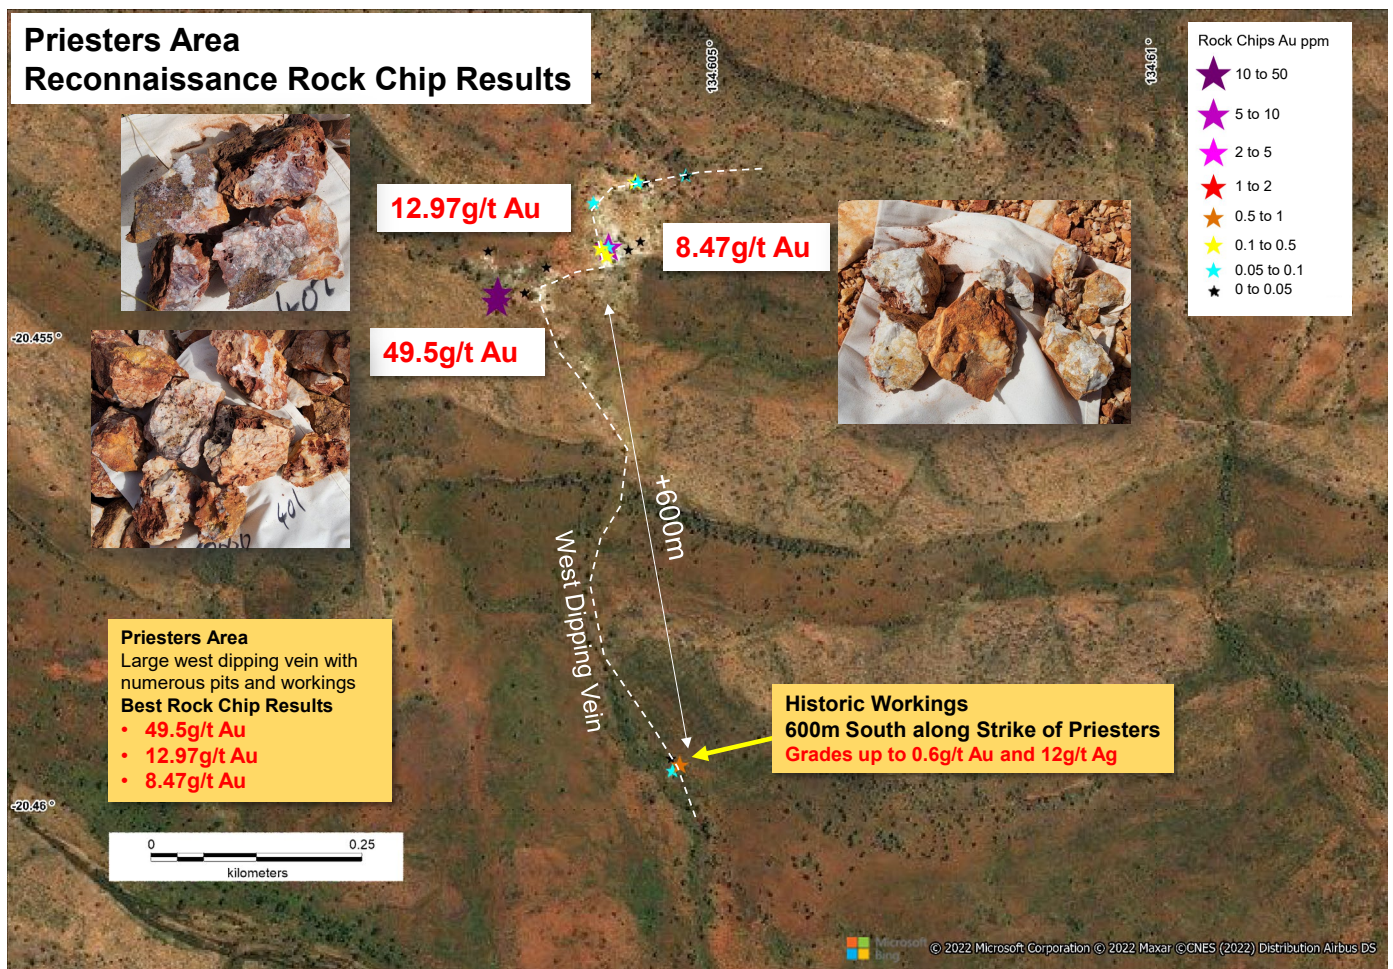 Priesters Area
Reconnaissance Rock Chip Results
134.605°
134.61°
Rock Chips Au ppm
10 to 50
5 to 10
2 to 5
1 to 2
0.5 to 1
0.1 to 0.5
0.05 to 0.1
0 to 0.05
12.97g/t Au
8.47g/t Au
49.5g/t Au
-20.455°
401
+600m
West Dipping Vein
Priesters Area
Large west dipping vein with
numerous pits and workings
Best Rock Chip Results
• 49.5g/t Au
• 12.97g/t Au
• 8.47g/t Au
Historic Workings
600m South along Strike of Priesters
Grades up to 0.6g/t Au and 12g/t Ag
-20.46°
0 0.25
kilometers
Microsoft
Bing
© 2022 Microsoft Corporation © 2022 Maxar ©CNES (2022) Distribution Airbus DS